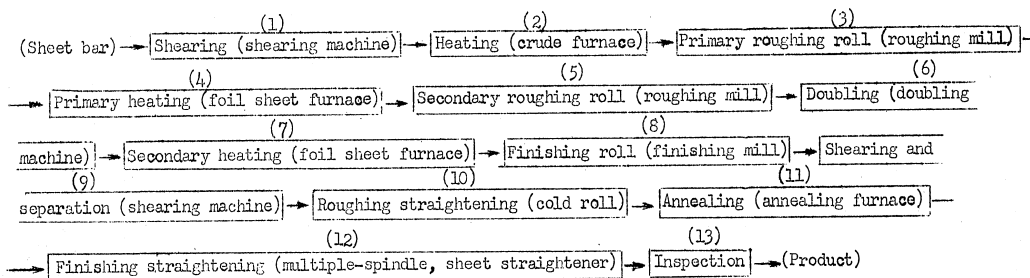 (1) (2) (3)
(Sheet bar) → Shearing (shearing machine) → Heating (crude furnace) → Primary roughing roll (roughing mill)
(4) (5) (6)
→ Primary heating (foil sheet furnace) → Secondary roughing roll (roughing mill) → Doubling (doubling
(7) (8)
machine) → Secondary heating (foil sheet furnace) → Finishing roll (finishing mill) → Shearing and
(9) (10) (11)
separation (shearing machine) → Roughing straightening (cold roll) → Annealing (annealing furnace)
(12) (13)
→ Finishing straightening (multiple-spindle, sheet straightener) → Inspection → (Product)